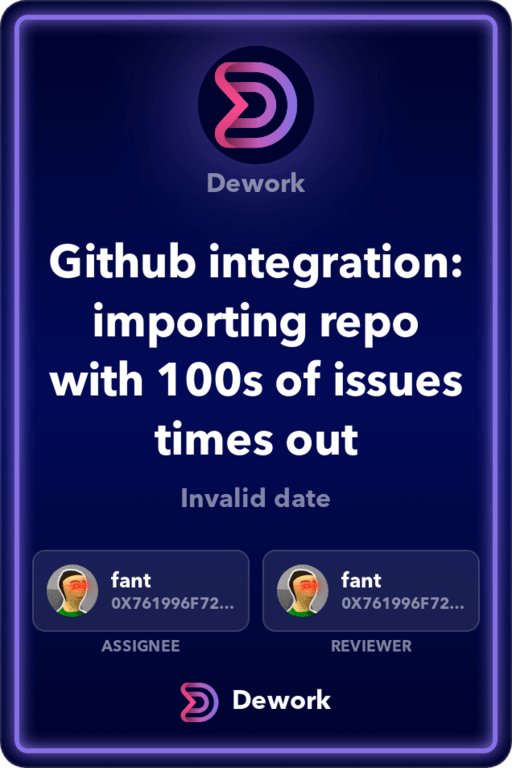 Dework
Github integration:
importing repo
with 100s of issues
times out
Invalid date
fant
0X761996F72...
fant
0X761996F72...
ASSIGNEE
REVIEWER
Dework